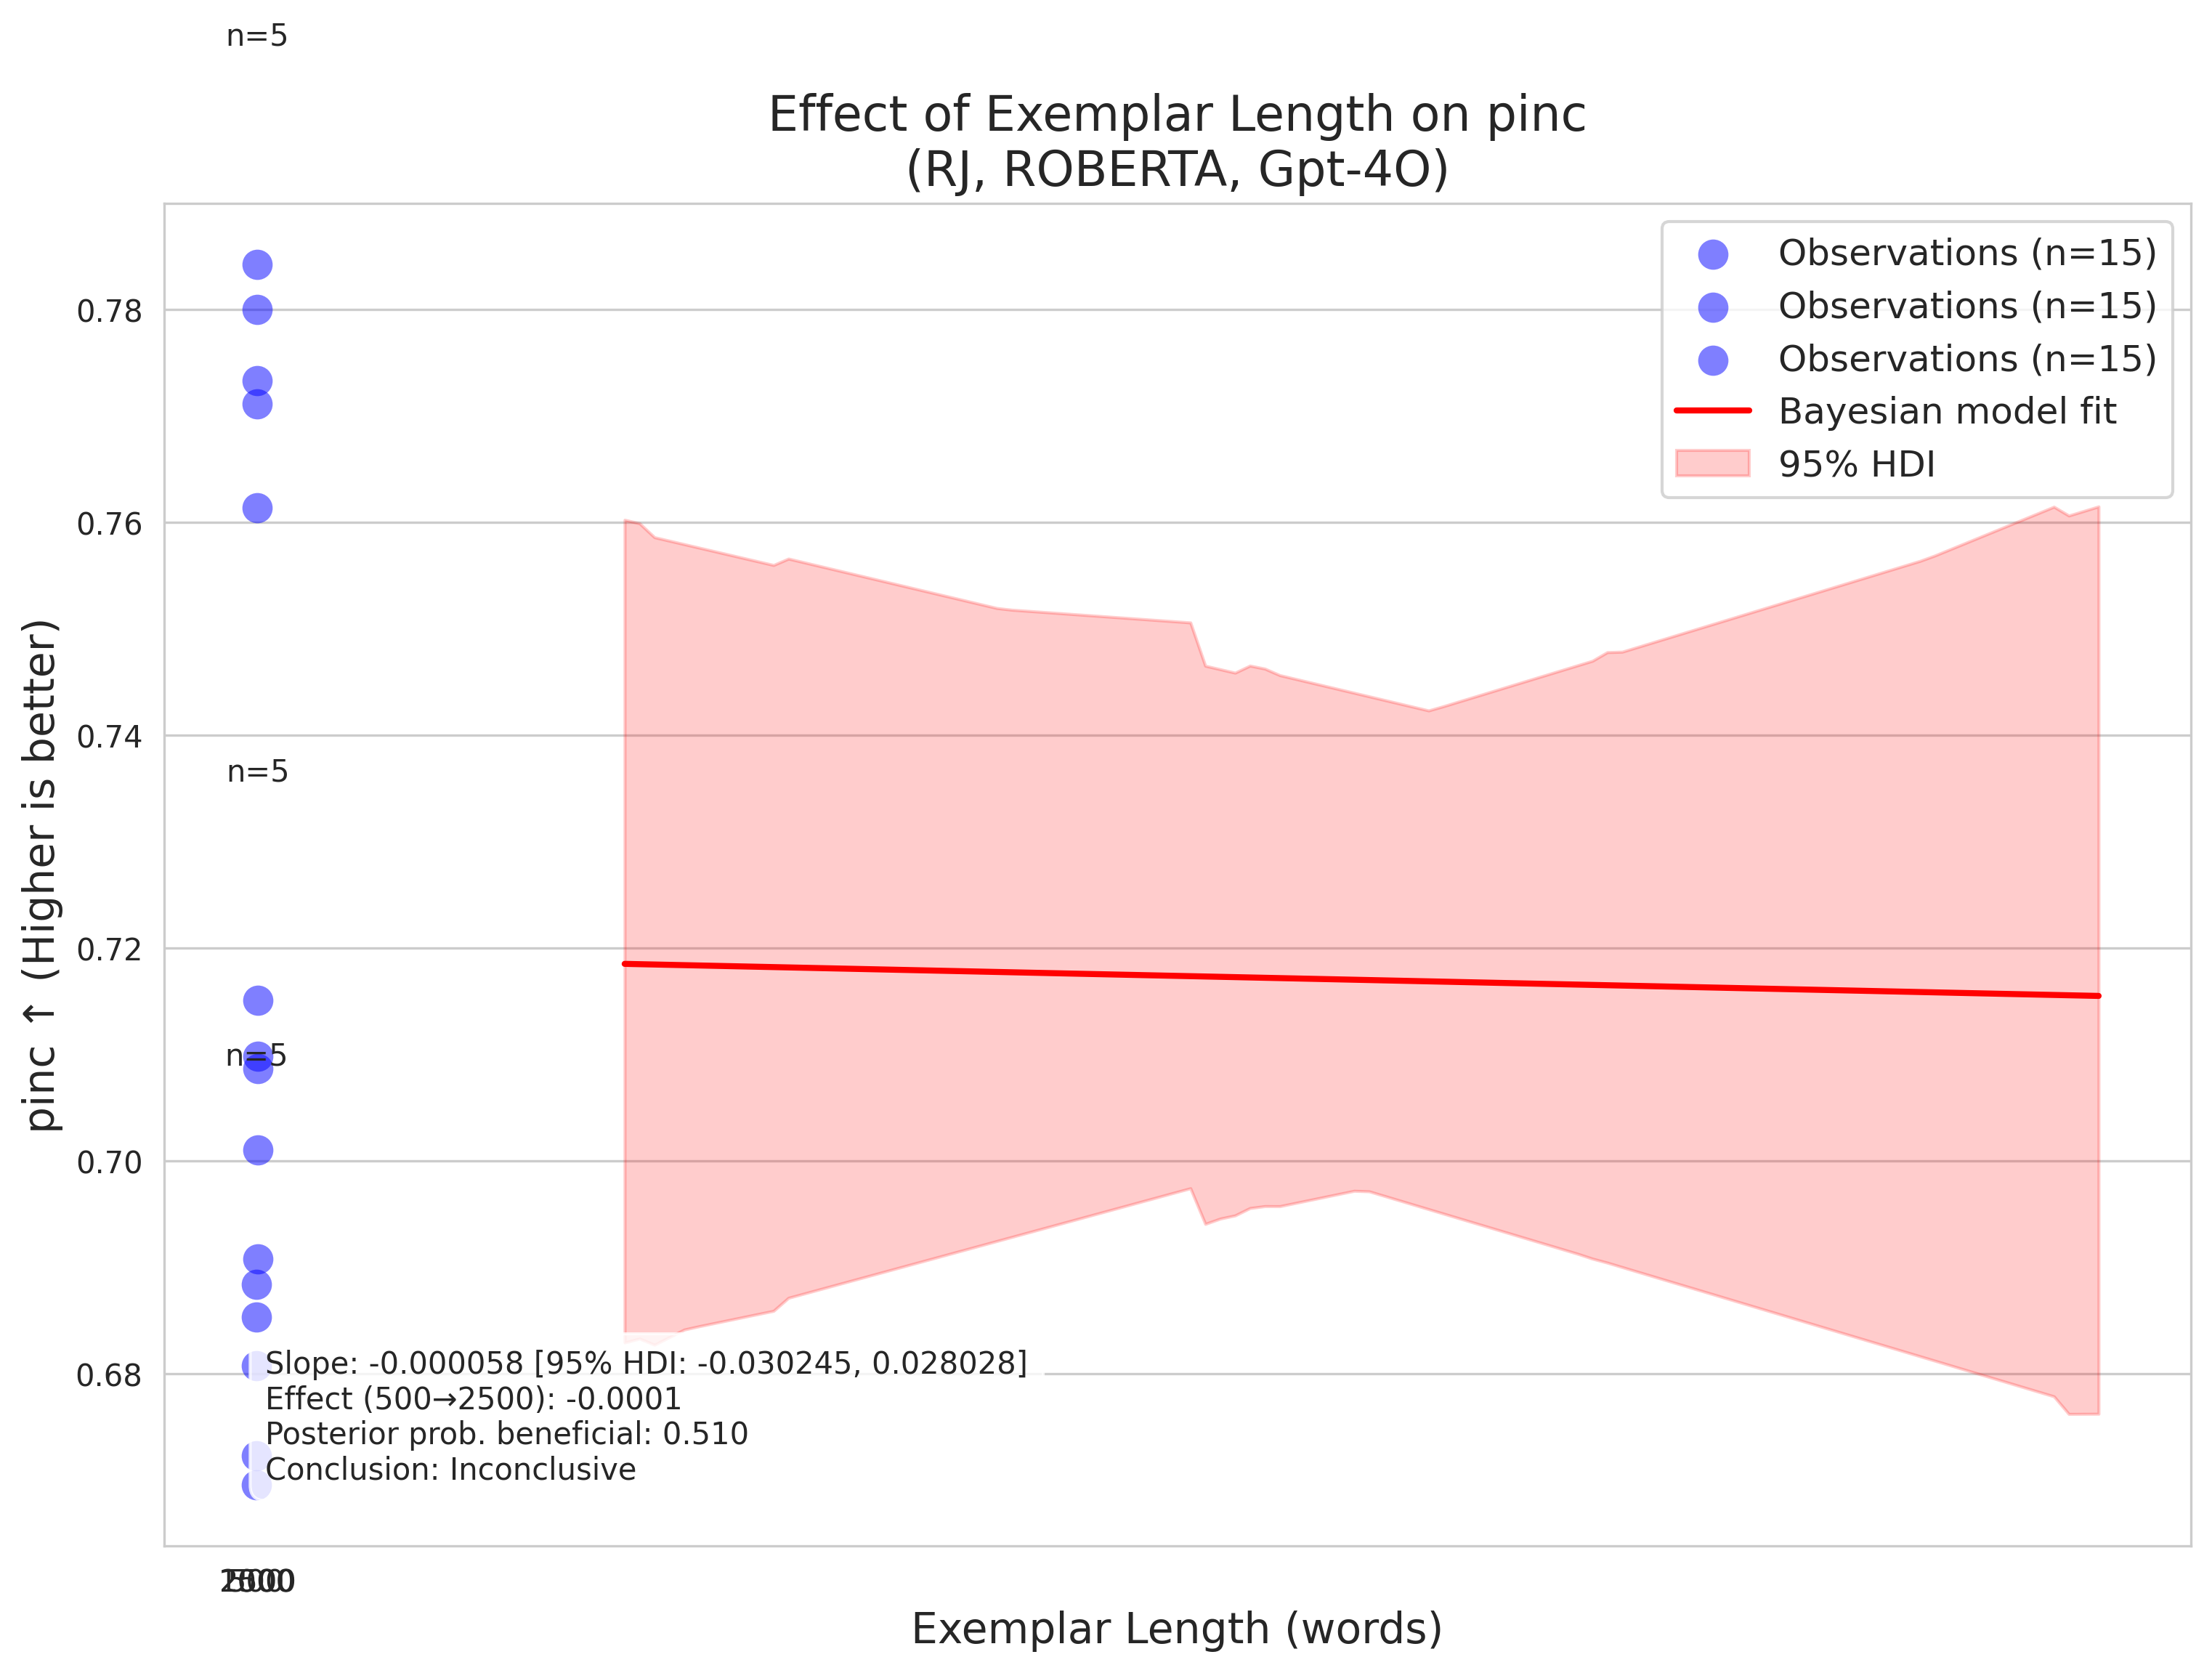 n=5
Effect of Exemplar Length on pinc
(RJ, ROBERTA, Gpt-4O)
Observations (n=15)
Observations (n=15)
Observations (n=15)
Bayesian model fit
95% HDI
0.78
0.76
0.74
0.72
0.70
0.68
pinc ↑ (Higher is better)
n=5
n=5
Slope: -0.000058 [95% HDI: -0.030245, 0.028028]
Effect (500→2500): -0.0001
Posterior prob. beneficial: 0.510
Conclusion: Inconclusive
Exemplar Length (words)